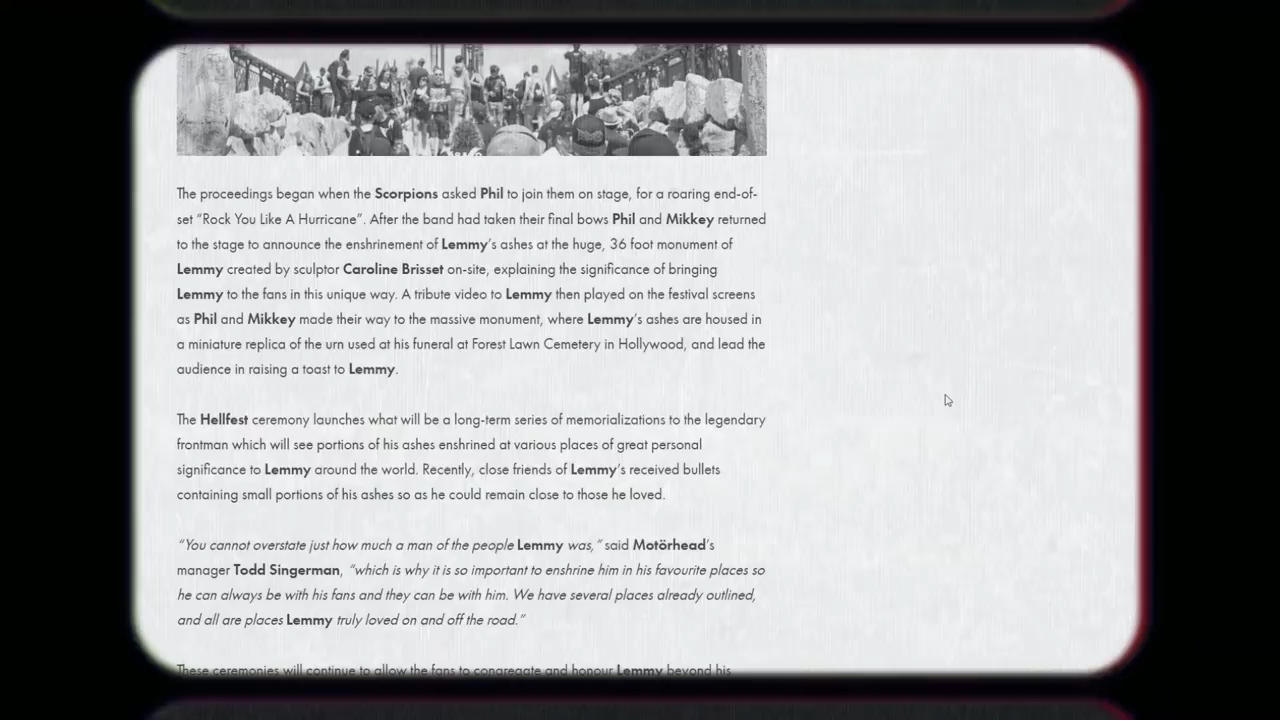 The proceedings began when the Scorpions asked Phil to join them on stage, for a roaring end-of-
set “Rock You Like A Hurricane”. After the band had taken their final bows Phil and Mikkey returned
to the stage to announce the enshrinement of Lemmy’s ashes at the huge, 36 foot monument of
Lemmy created by sculptor Caroline Brisset on-site, explaining the significance of bringing
Lemmy to the fans in this unique way. A tribute video to Lemmy then played on the festival screens
as Phil and Mikkey made their way to the massive monument, where Lemmy’s ashes are housed in
a miniature replica of the urn used at his funeral at Forest Lawn Cemetery in Hollywood, and lead the
audience in raising a toast to Lemmy.
The Hellfest ceremony launches what will be a long-term series of memorializations to the legendary
frontman which will see portions of his ashes enshrined at various places of great personal
significance to Lemmy around the world. Recently, close friends of Lemmy’s received bullets
containing small portions of his ashes so as he could remain close to those he loved.
“You cannot overstate just how much a man of the people Lemmy was,” said Motörhead’s
manager Todd Singerman, “which is why it is so important to enshrine him in his favourite places so
he can always be with his fans and they can be with him. We have several places already outlined,
and all are places Lemmy truly loved on and off the road.”
These ceremonies will continue to allow the fans to congregate and honour Lemmy beyond his